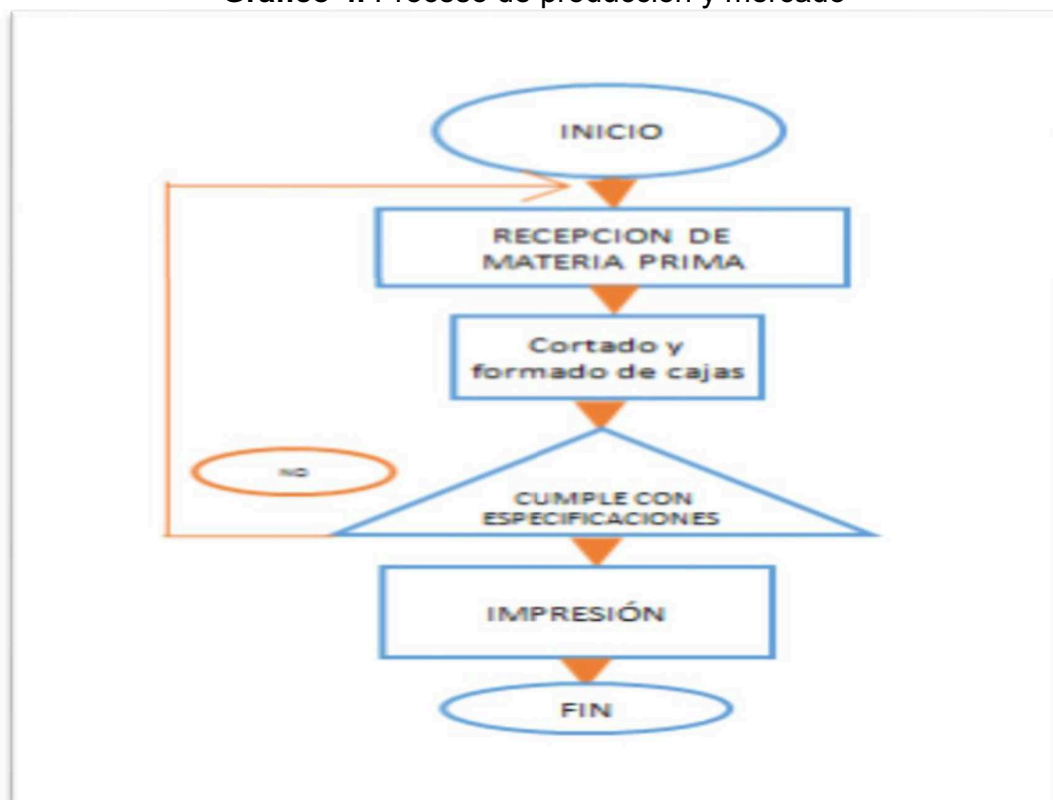 Gráfico 4. Proceso de producción y mercado
INICIO
RECEPCION DE
MATERIA PRIMA
Cortado y
formado de cajas
NO
CUMPLE CON
ESPECIFICACIONES
IMPRESIÓN
FIN